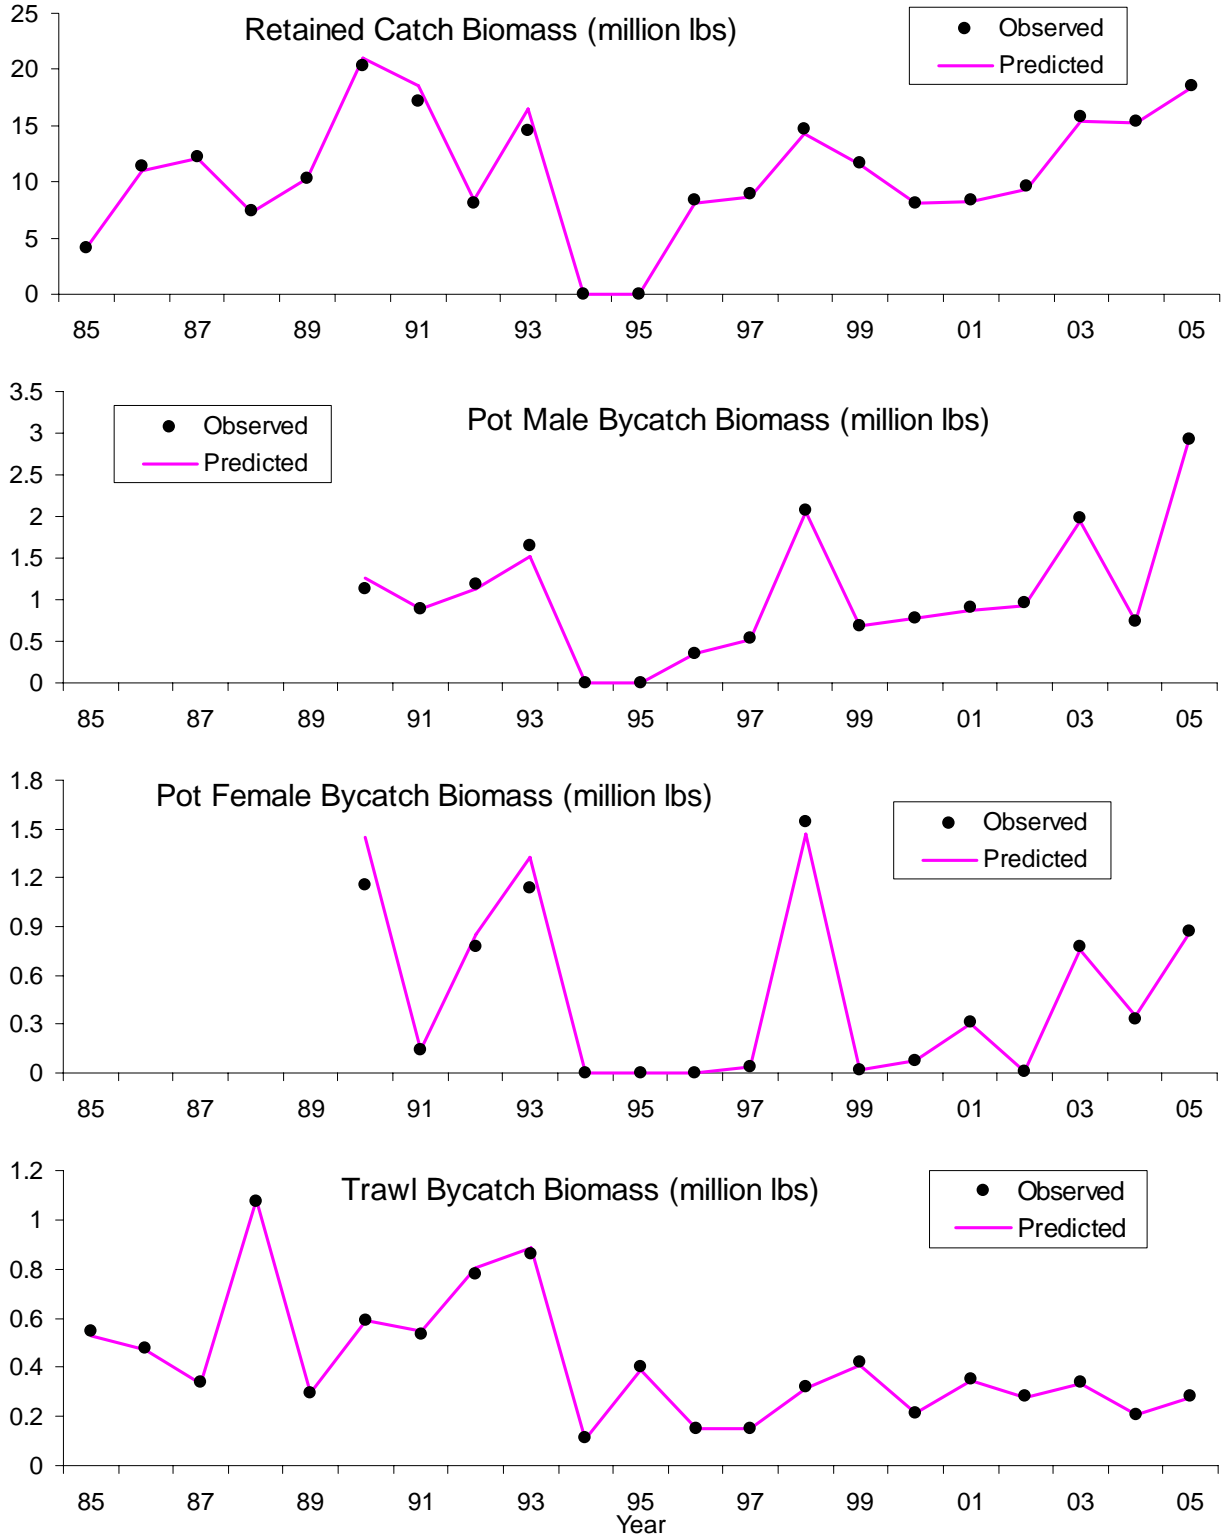 Retained Catch Biomass (million lbs)
Observed
Predicted
25
20
15
10
5
0
85 87 89 91 93 95 97 99 01 03 05
Pot Male Bycatch Biomass (million lbs)
Observed
Predicted
3.5
3
2.5
2
1.5
1
0.5
0
85 87 89 91 93 95 97 99 01 03 05
Pot Female Bycatch Biomass (million lbs)
Observed
Predicted
1.8
1.5
1.2
0.9
0.6
0.3
0
85 87 89 91 93 95 97 99 01 03 05
Trawl Bycatch Biomass (million lbs)
Observed
Predicted
1.2
1
0.8
0.6
0.4
0.2
0
85 87 89 91 93 95 97 99 01 03 05
Year